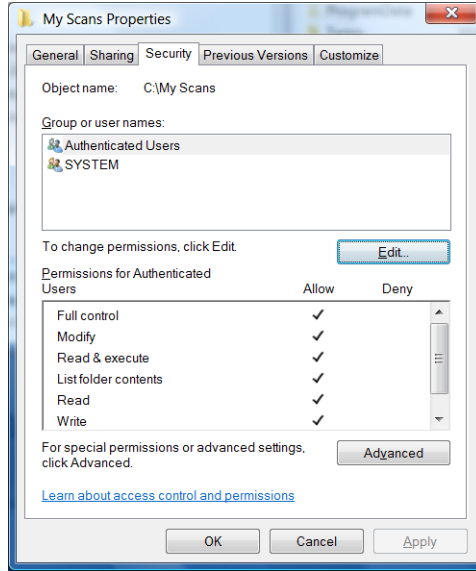 My Scans Properties
General Sharing Security Previous Versions Customize
Object name: C:\My Scans
Group or user names:
Authenticated Users
SYSTEM
To change permissions, click Edit.
Edit...
Permissions for Authenticated
Users Allow Deny
Full control
Modify
Read & execute
List folder contents
Read
Write
For special permissions or advanced settings,
click Advanced.
Advanced
Learn about access control and permissions
OK Cancel Apply